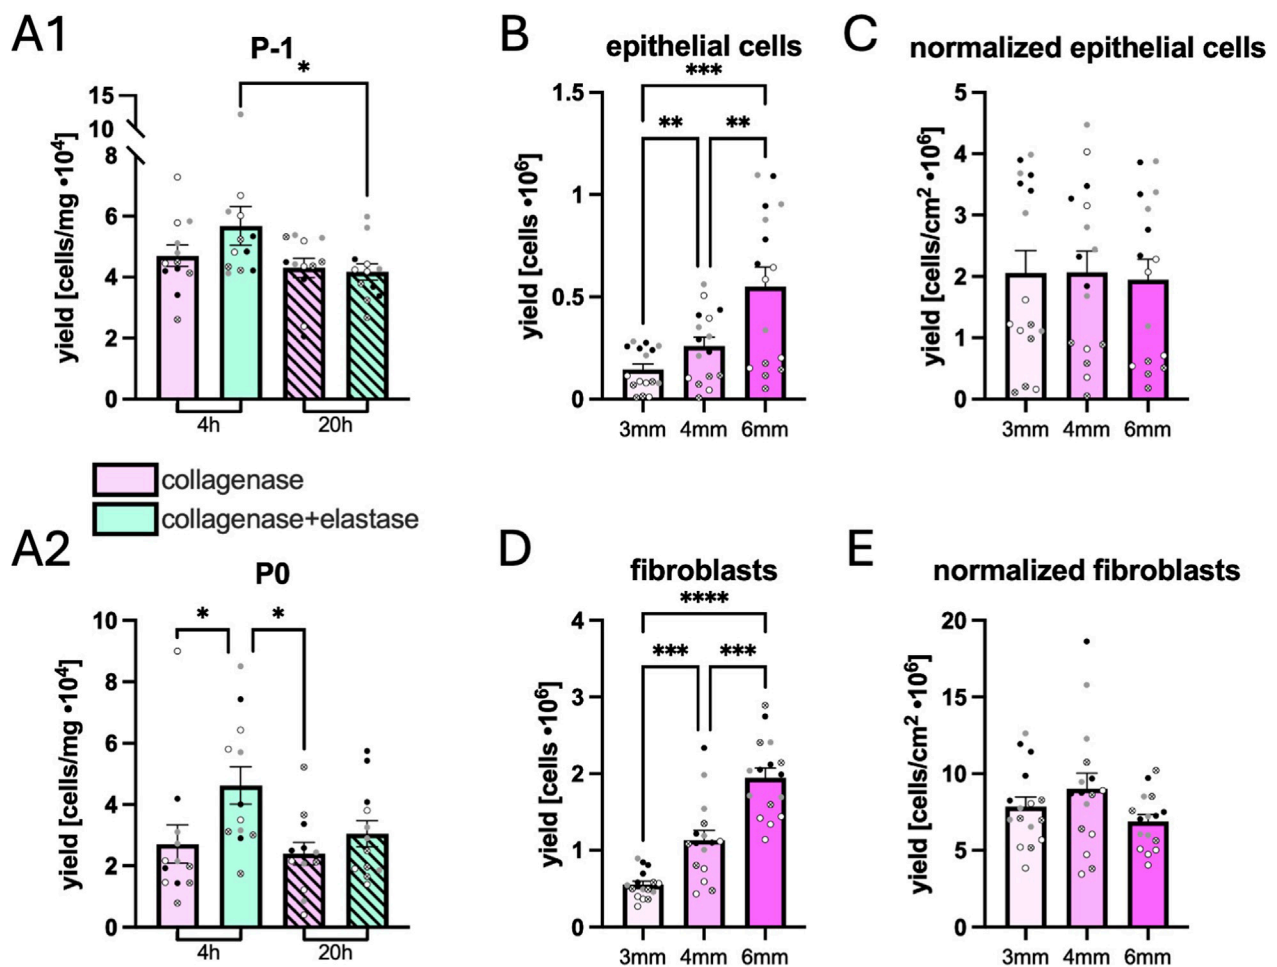 A1
P-1
*
15
10
8
6
4
2
0
yield [cells/mg •10⁴]
4h
20h
B
epithelial cells
***
**
**
1.5
1
0.5
0
yield [cells •10⁶]
3mm
4mm
6mm
C
normalized epithelial cells
5
4
3
2
1
0
yield [cells/cm² •10⁶]
3mm
4mm
6mm
collagenase
collagenase+elastase
A2
P0
*
*
10
8
6
4
2
0
yield [cells/mg •10⁴]
4h
20h
D
fibroblasts
****
***
***
4
3
2
1
0
yield [cells •10⁶]
3mm
4mm
6mm
E
normalized fibroblasts
20
15
10
5
0
yield [cells/cm² •10⁶]
3mm
4mm
6mm